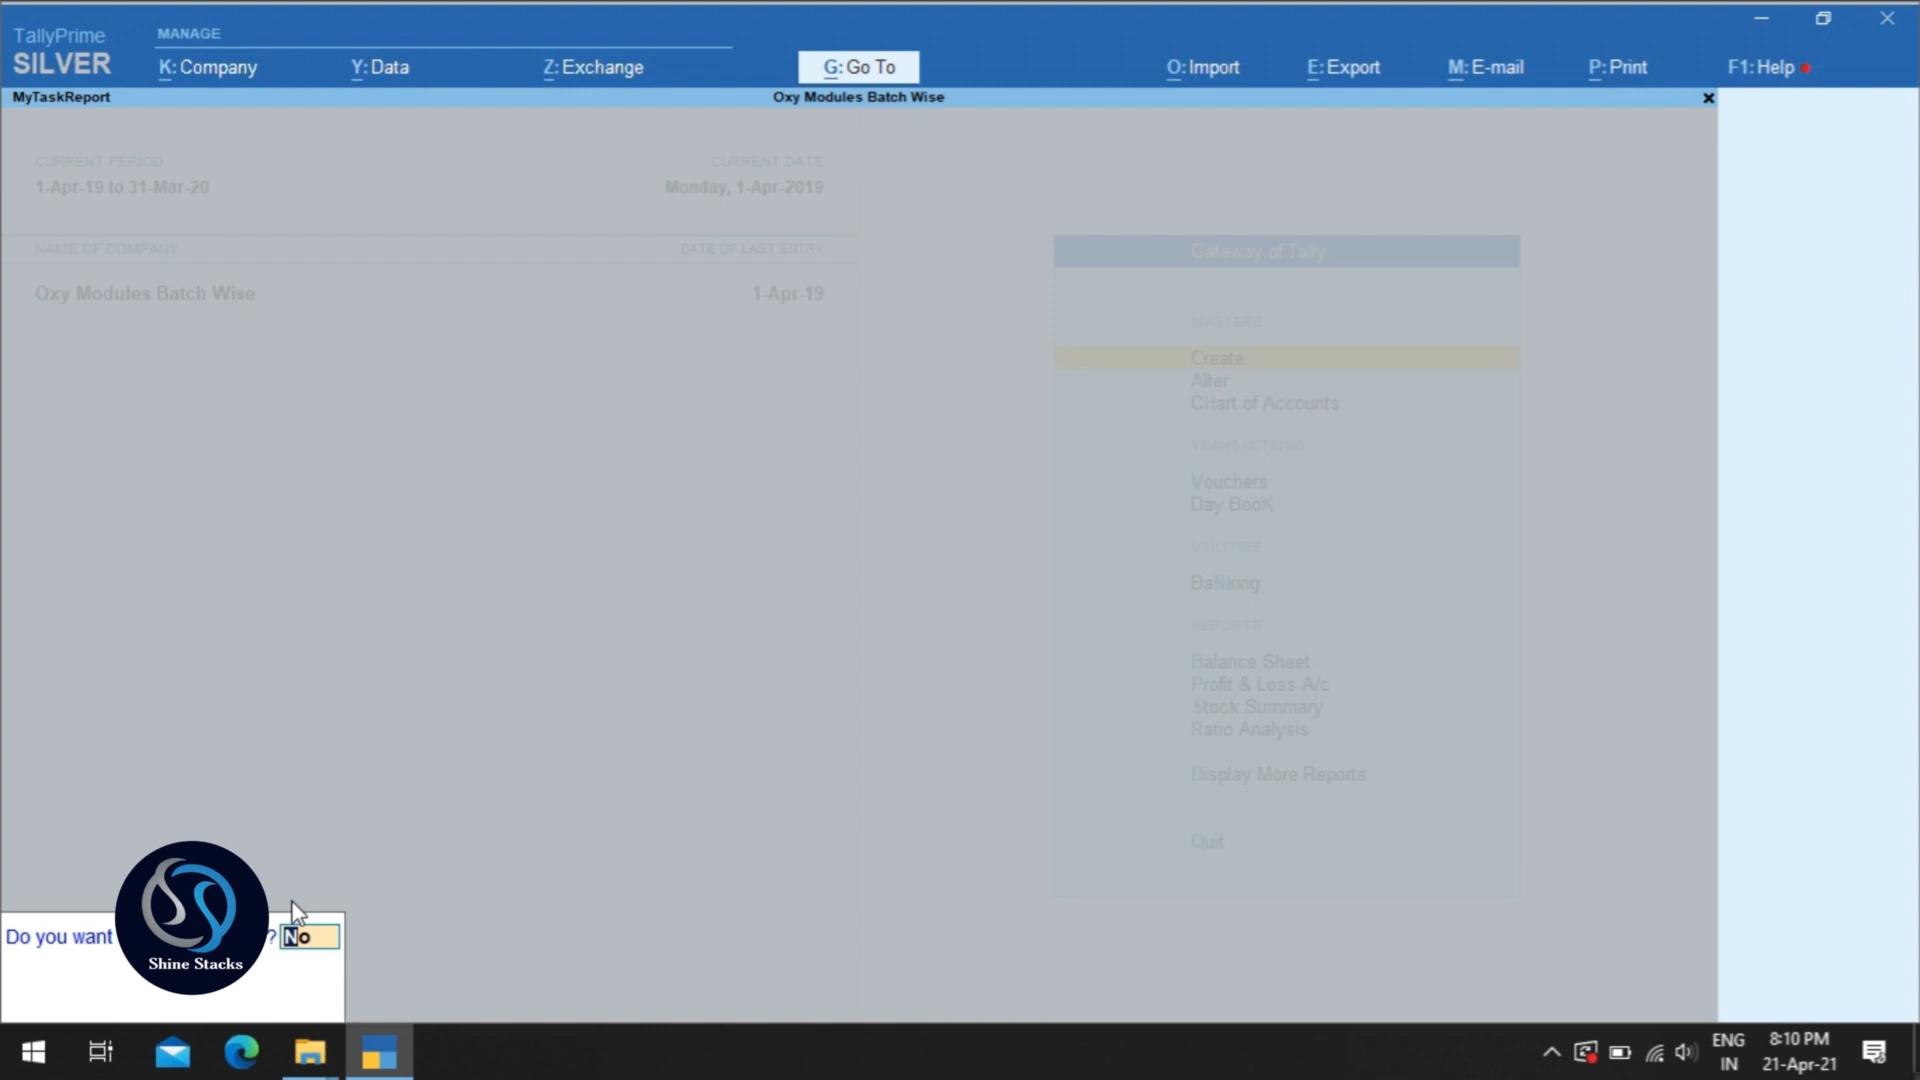 TallyPrime
SILVER
MANAGE
K: Company
Y: Data
Z: Exchange
G: Go To
O: Import
E: Export
M: E-mail
P: Print
F1: Help
MyTaskReport
Oxy Modules Batch Wise
CURRENT PERIOD
CURRENT DATE
1-Apr-19 to 31-Mar-20
Monday, 1-Apr-2019
NAME OF COMPANY
DATE OF LAST ENTRY
Oxy Modules Batch Wise
1-Apr-19
Gateway of Tally
MASTERS
Create
Alter
CHart of Accounts
TRANSACTIONS
Vouchers
Day BooK
UTILITIES
BaNking
REPORTS
Balance Sheet
Profit & Loss A/c
Stock Summary
Ratio Analysis
Display More Reports
Quit
Do you want ? No
Shine Stacks
ENG
IN
8:10 PM
21-Apr-21